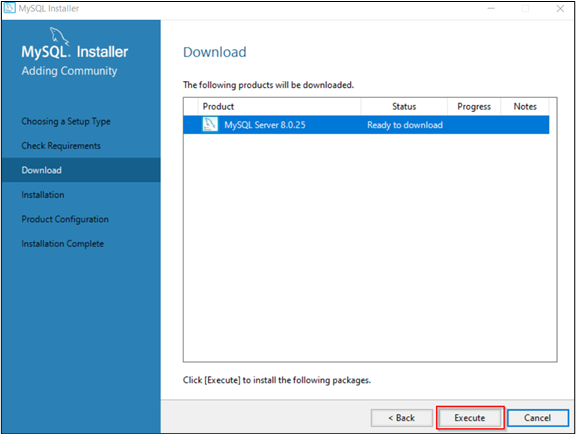 MySQL Installer
MySQL. Installer
Adding Community
Choosing a Setup Type
Check Requirements
Download
Installation
Product Configuration
Installation Complete
Download
The following products will be downloaded.
Product Status Progress Notes
MySQL Server 8.0.25 Ready to download
Click [Execute] to install the following packages.
< Back Execute Cancel